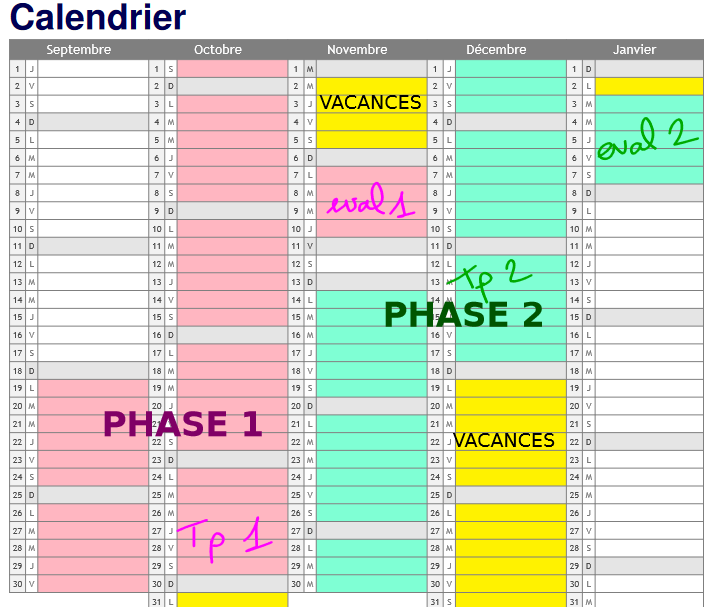 Calendrier
Septembre Octobre Novembre Décembre Janvier
1 J 1 S 1 M 1 J 1 D
2 V 2 D 2 M 2 V 2 L
3 S 3 L 3 J VACANCES 3 S 3 M
4 D 4 M 4 V 4 D 4 M
5 L 5 M 5 S 5 L 5 J eval 2
6 M 6 J 6 D 6 M 6 V
7 M 7 V 7 L 7 M 7 S
8 J 8 S 8 M 8 J 8 D
9 V 9 D 9 M eval 1 9 V 9 L
10 S 10 L 10 J 10 S 10 M
11 D 11 M 11 V 11 D 11 M
12 L 12 M 12 S 12 L 12 J
13 M 13 J 13 D 13 M Tp 2 13 V
14 M 14 V 14 L 14 M 14 S
15 J 15 S 15 M 15 J PHASE 2 15 D
16 V 16 D 16 M 16 V 16 L
17 S 17 L 17 J 17 S 17 M
18 D 18 M 18 V 18 D 18 M
19 L 19 M 19 S 19 L 19 J
20 M 20 J 20 D 20 M 20 V
21 M PHASE 1 21 V 21 L 21 M 21 S
22 J 22 S 22 M 22 J VACANCES 22 D
23 V 23 D 23 M 23 V 23 L
24 S 24 L 24 J 24 S 24 M
25 D 25 M 25 V 25 D 25 M
26 L 26 M 26 S 26 L 26 J
27 M 27 J Tp 1 27 D 27 M 27 V
28 M 28 V 28 L 28 M 28 S
29 J 29 S 29 M 29 J 29 D
30 V 30 D 30 M 30 V 30 L
31 L 31 S 31 M